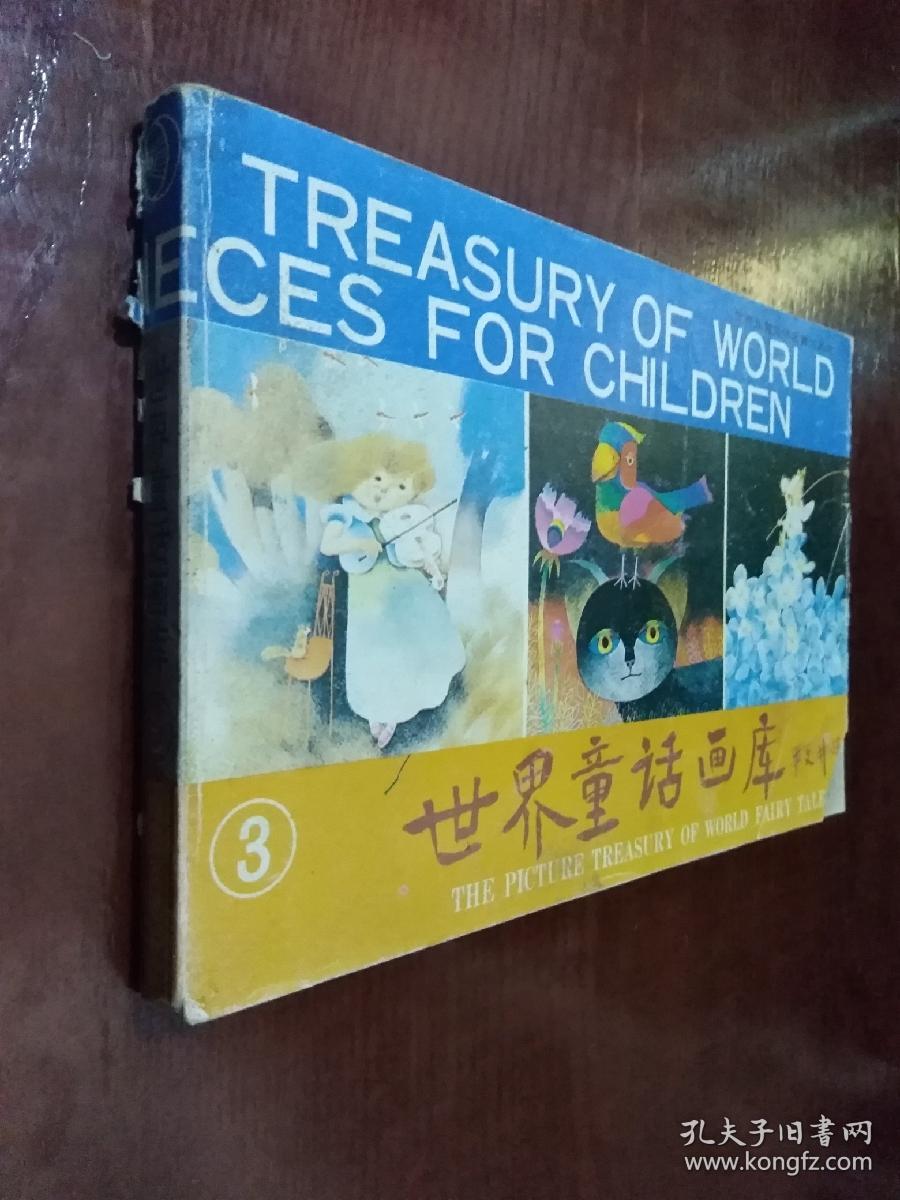 TREASURY OF WORLD
IECES FOR CHILDREN
3
世界童话画库
THE PICTURE TREASURY OF WORLD FAIRY TALE
孔夫子旧书网
www.kongfz.com